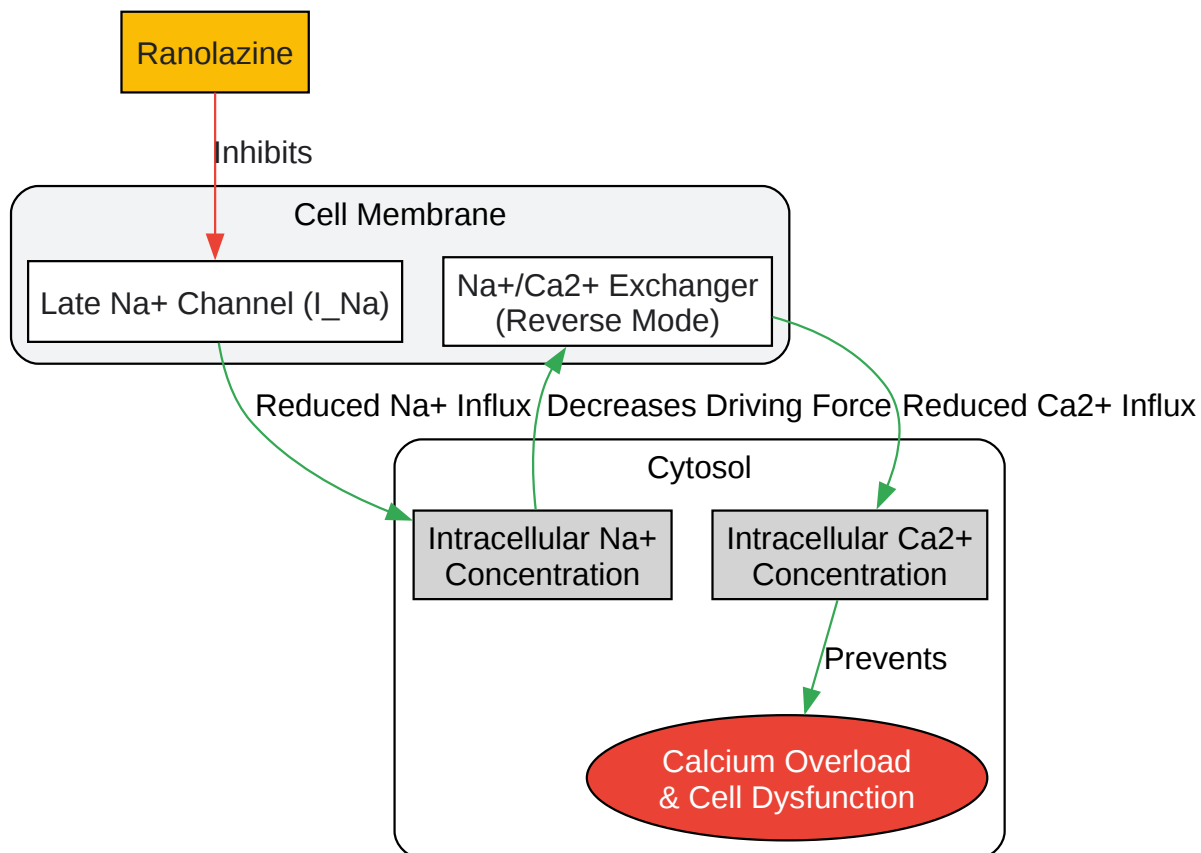 Ranolazine
Inhibits
Cell Membrane
Late Na+ Channel (I_Na)
Na+/Ca2+ Exchanger
(Reverse Mode)
Reduced Na+ Influx
Decreases Driving Force
Reduced Ca2+ Influx
Cytosol
Intracellular Na+
Concentration
Intracellular Ca2+
Concentration
Prevents
Calcium Overload
& Cell Dysfunction